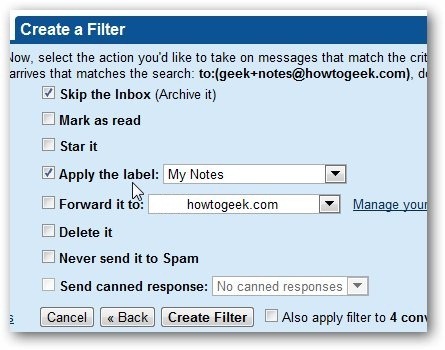 Create a Filter
Now, select the action you'd like to take on messages that match the crit
arrives that matches the search: to:(geek+notes@howtogeek.com), do
Skip the Inbox (Archive it)
Mark as read
Star it
Apply the label: My Notes
Forward it to: howtogeek.com Manage your
Delete it
Never send it to Spam
Send canned response: No canned responses
s Cancel « Back Create Filter Also apply filter to 4 conv